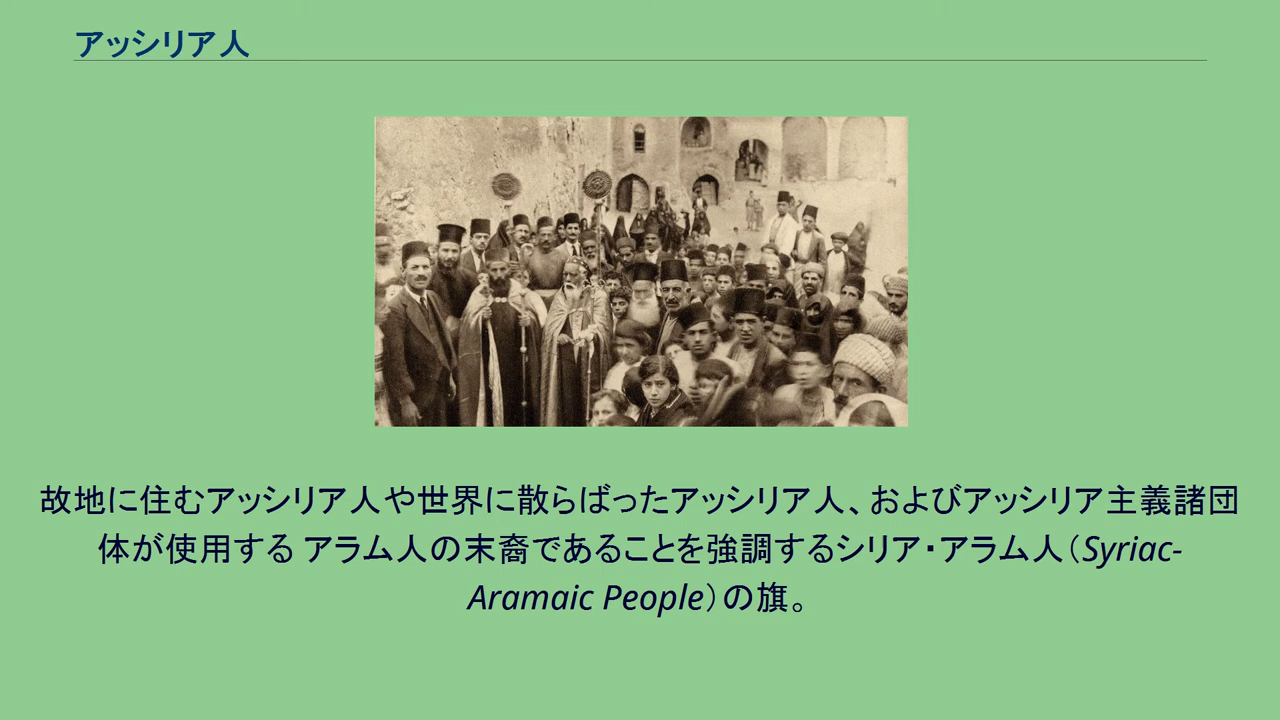 アッシリア人
故地に住むアッシリア人や世界に散らばったアッシリア人、およびアッシリア主義諸団
体が使用する アラム人の末裔であることを強調するシリア・アラム人（Syriac-
Aramaic People）の旗。